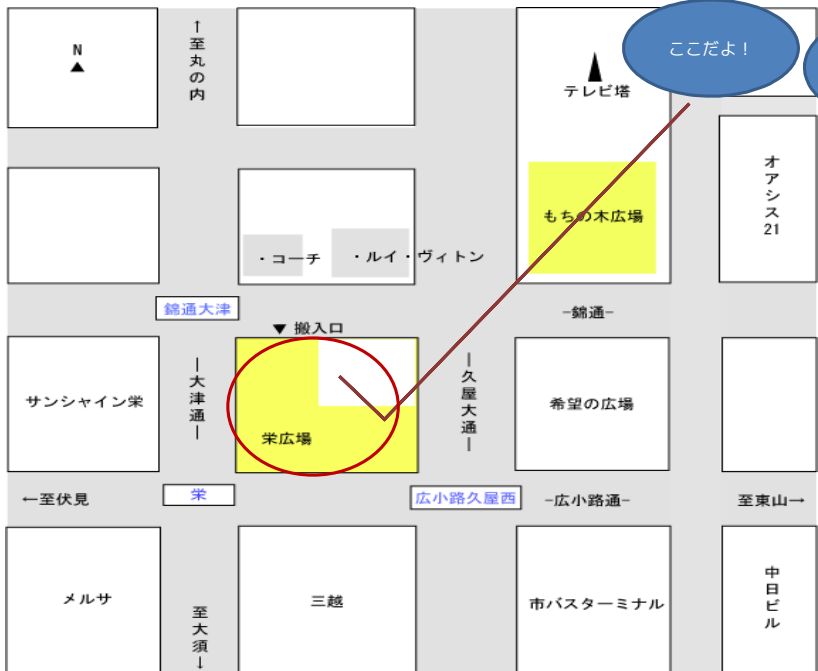 N
▲
↑至丸の内
テレビ塔
ここだよ！
もちの木広場
オアシス21
・コーチ
・ルイ・ヴィトン
錦通大津
▼ 搬入口
−錦通−
サンシャイン栄
|大津通|
栄広場
|久屋大通|
希望の広場
←至伏見
栄
広小路久屋西
−広小路通−
至東山→
メルサ
至大須↓
三越
市バスターミナル
中日ビル